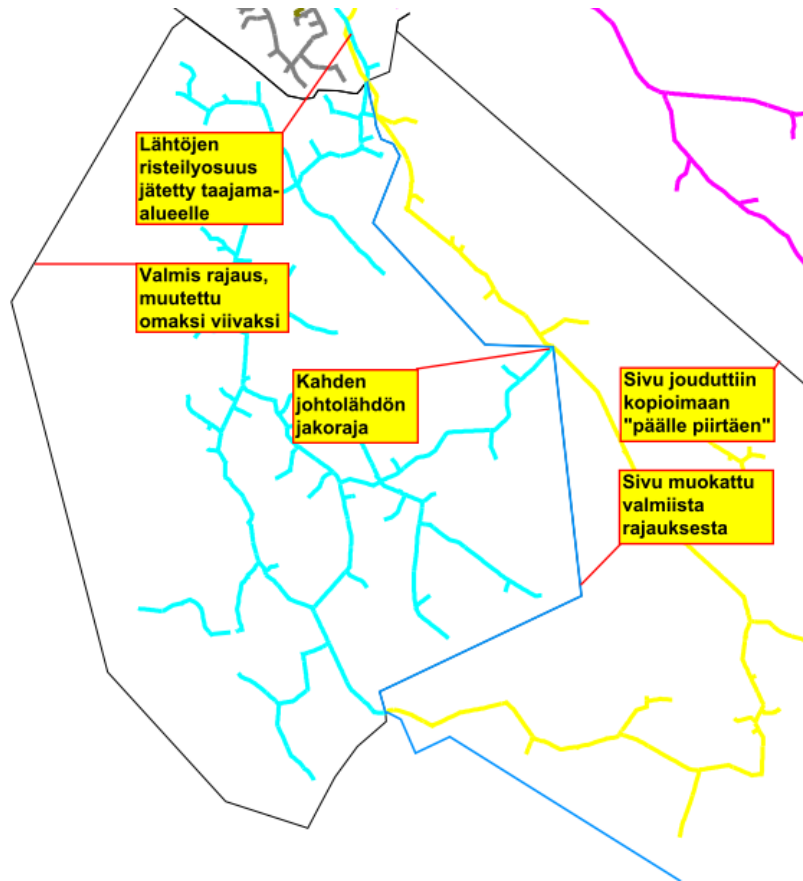 Lähtöjen
risteilyosuus
jätetty taajama-
alueelle
Valmis rajaus,
muutettu
omaksi viivaksi
Kahden
johtolähdön
jakoraja
Sivu jouduttiin
kopioimaan
"päälle piirtäen"
Sivu muokattu
valmiista
rajauksesta